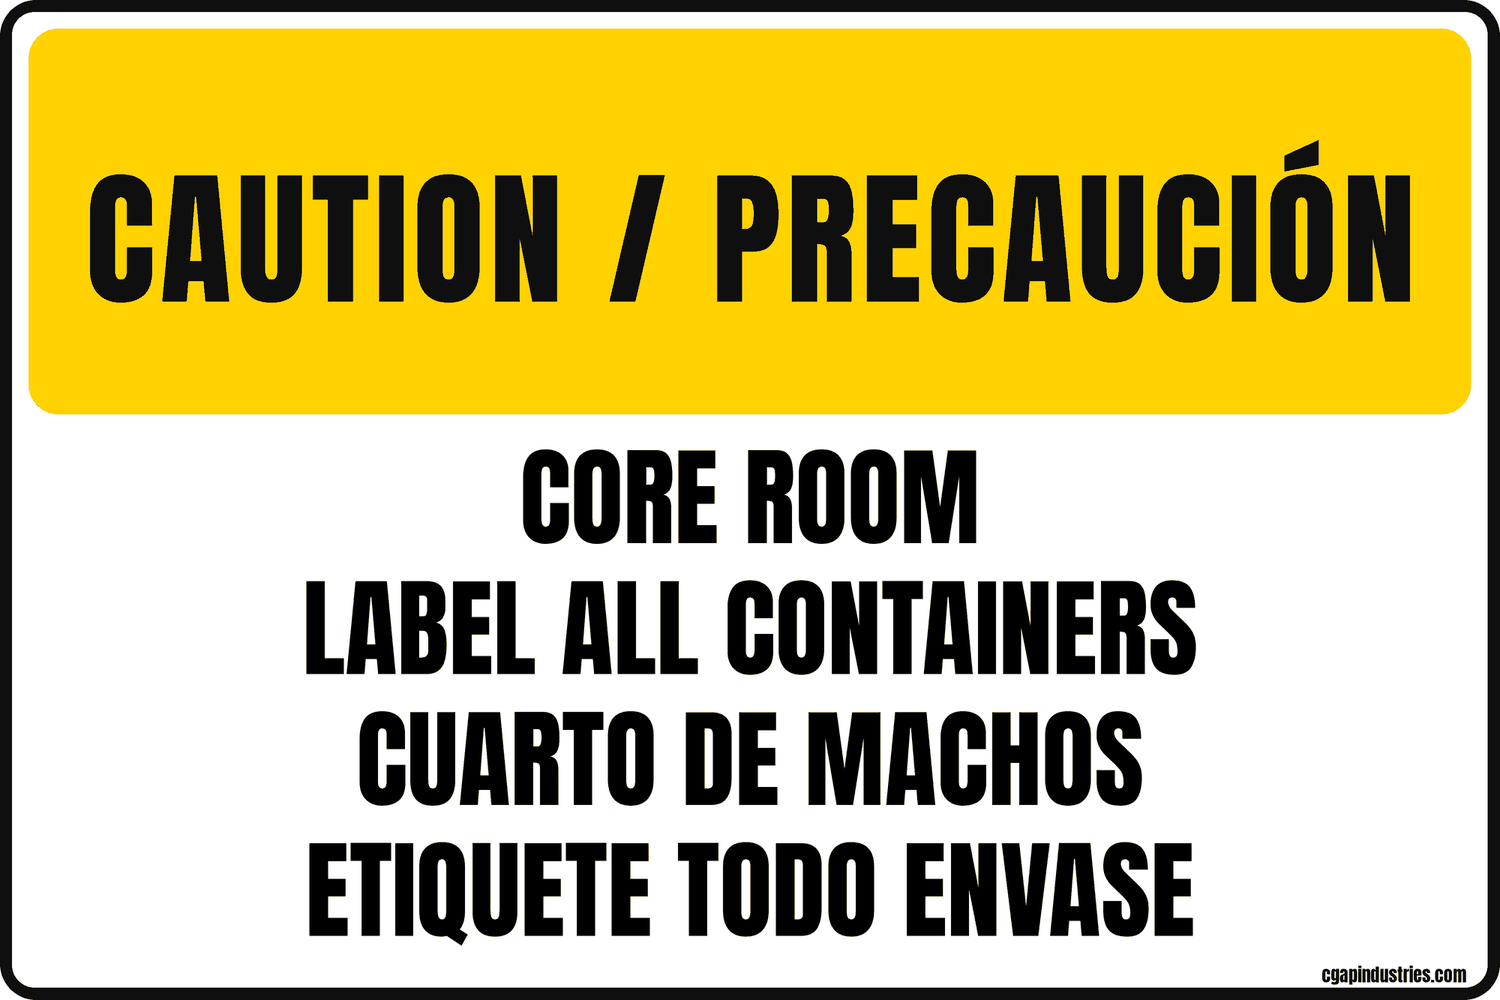 CAUTION / PRECAUCIÓN
CORE ROOM
LABEL ALL CONTAINERS
CUARTO DE MACHOS
ETIQUETE TODO ENVASE
cgapindustries.com